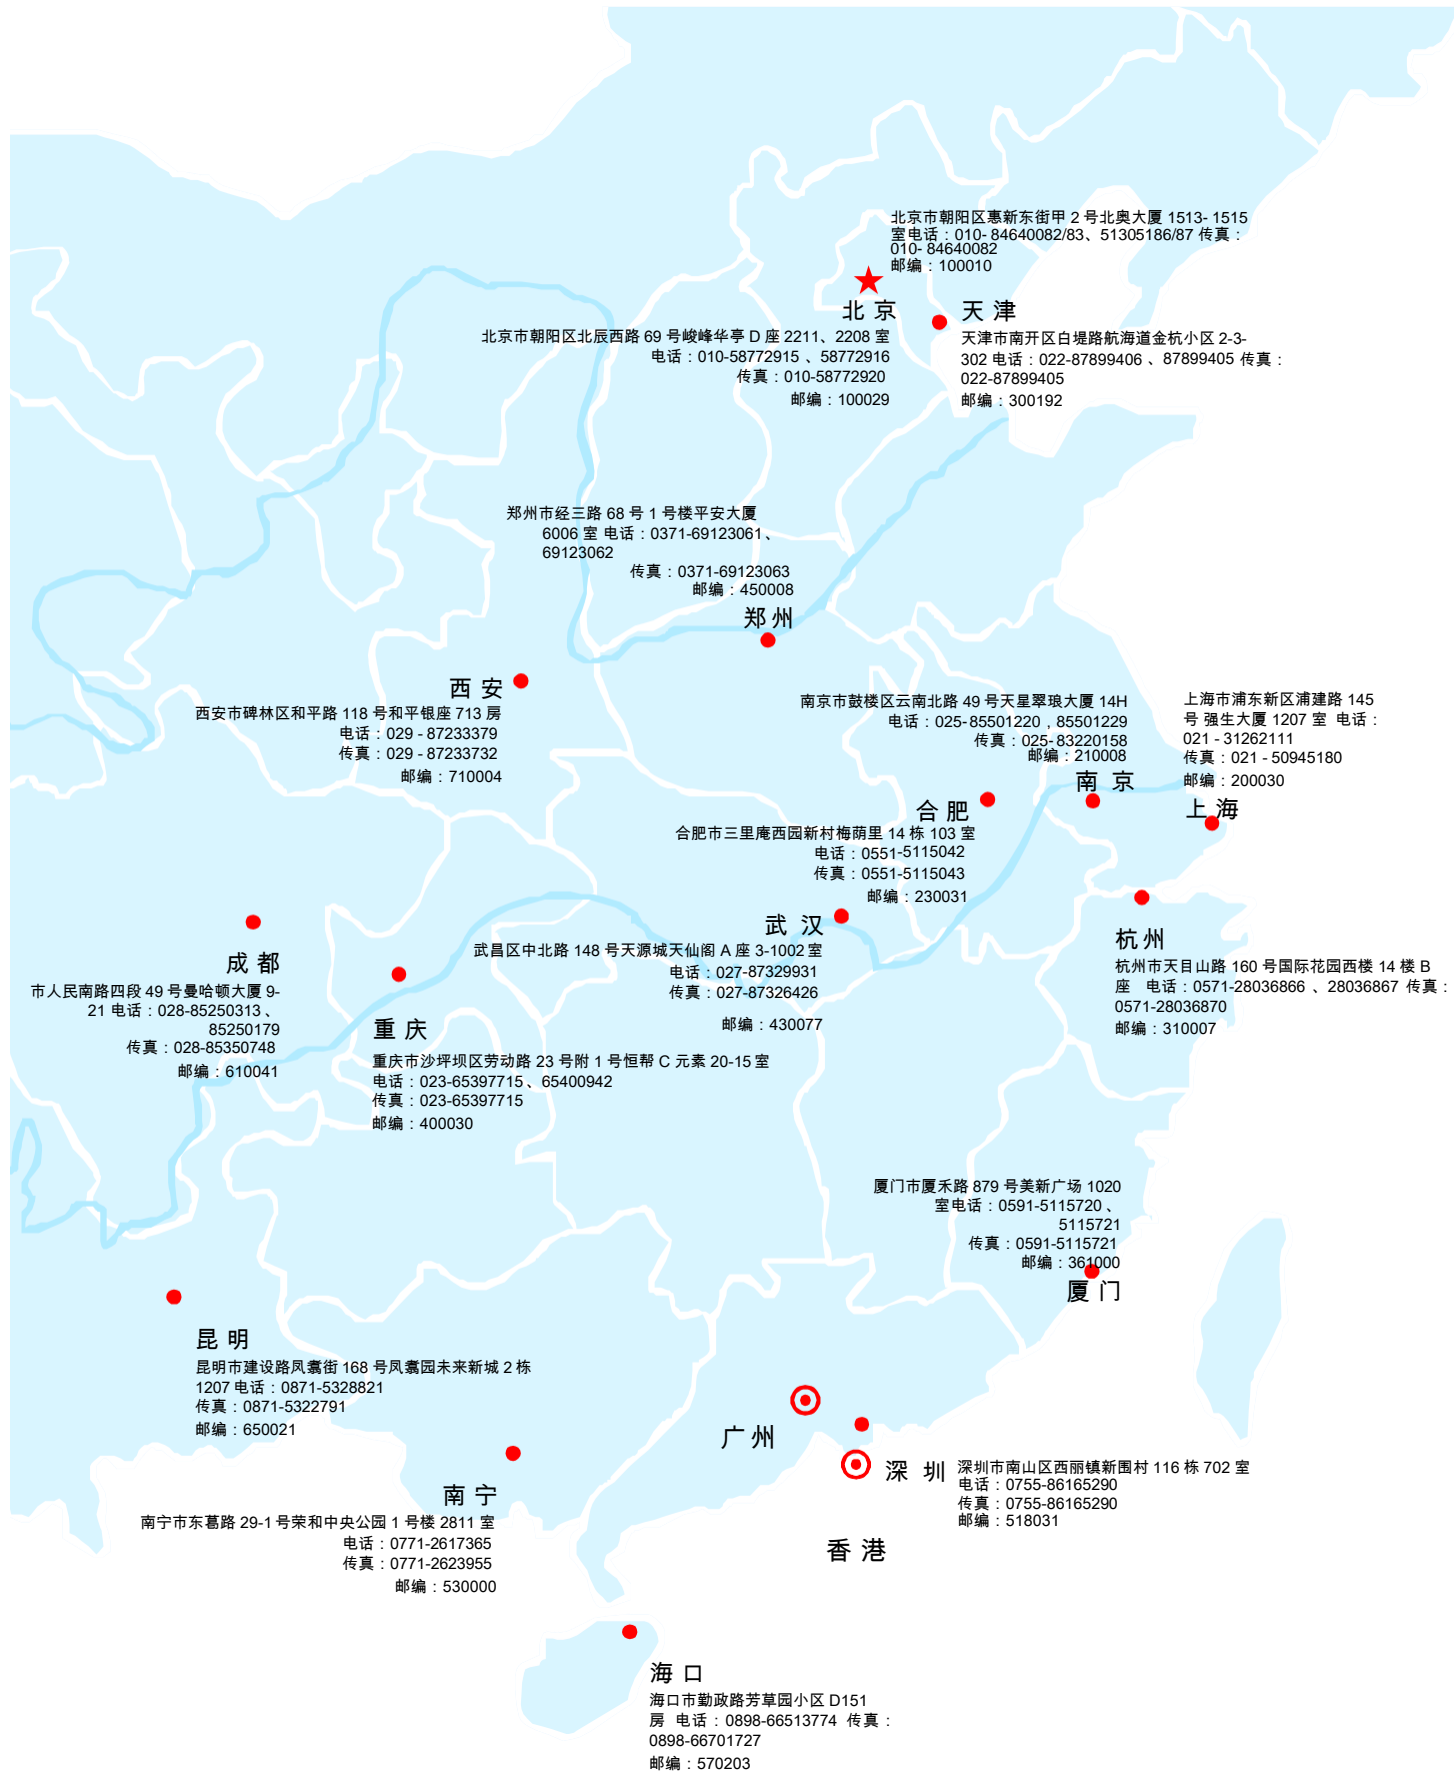 北京市朝阳区惠新东街甲 2 号北奥大厦 1513- 1515
室电话：010- 84640082/83、51305186/87 传真：
010- 84640082
邮编：100010
北 京
北京市朝阳区北辰西路 69 号峻峰华亭 D 座 2211、2208 室
电话：010-58772915 、58772916
传真：010-58772920
邮编：100029
天 津
天津市南开区白堤路航海道金杭小区 2-3-
302 电话：022-87899406 、87899405 传真：
022-87899405
邮编：300192
郑州市经三路 68 号 1 号楼平安大厦
6006 室 电话：0371-69123061、
69123062
传真：0371-69123063
邮编：450008
郑 州
西 安
西安市碑林区和平路 118 号和平银座 713 房
电话：029 - 87233379
传真：029 - 87233732
邮编：710004
南京市鼓楼区云南北路 49 号天星翠琅大厦 14H
电话：025- 85501220 , 85501229
传真：025- 83220158
邮编：210008
南 京
上海市浦东新区浦建路 145
号 强生大厦 1207 室 电话：
021 - 31262111
传真：021 - 50945180
邮编：200030
上 海
合 肥
合肥市三里庵西园新村梅荫里 14 栋 103 室
电话：0551-5115042
传真：0551-5115043
邮编：230031
武 汉
武昌区中北路 148 号天源城天仙阁 A 座 3-1002 室
电话：027-87329931
传真：027-87326426
邮编：430077
杭 州
杭州市天目山路 160 号国际花园西楼 14 楼 B
座 电话：0571-28036866 、28036867 传真：
0571-28036870
邮编：310007
成 都
市人民南路四段 49 号曼哈顿大厦 9-
21 电话：028-85250313、
85250179
传真：028-85350748
邮编：610041
重 庆
重庆市沙坪坝区劳动路 23 号附 1 号恒帮 C 元素 20-15 室
电话：023-65397715、65400942
传真：023-65397715
邮编：400030
厦门市厦禾路 879 号美新广场 1020
室电话：0591-5115720 、
5115721
传真：0591-5115721
邮编：361000
厦 门
昆 明
昆明市建设路凤翥街 168 号凤翥园未来新城 2 栋
1207 电话：0871-5328821
传真：0871-5322791
邮编：650021
广 州
深 圳
深圳市南山区西丽镇新围村 116 栋 702 室
电话：0755-86165290
传真：0755-86165290
邮编：518031
香 港
南 宁
南宁市东葛路 29-1 号荣和中央公园 1 号楼 2811 室
电话：0771-2617365
传真：0771-2623955
邮编：530000
海 口
海口市勤政路芳草园小区 D151
房 电话：0898-66513774 传真：
0898-66701727
邮编：570203